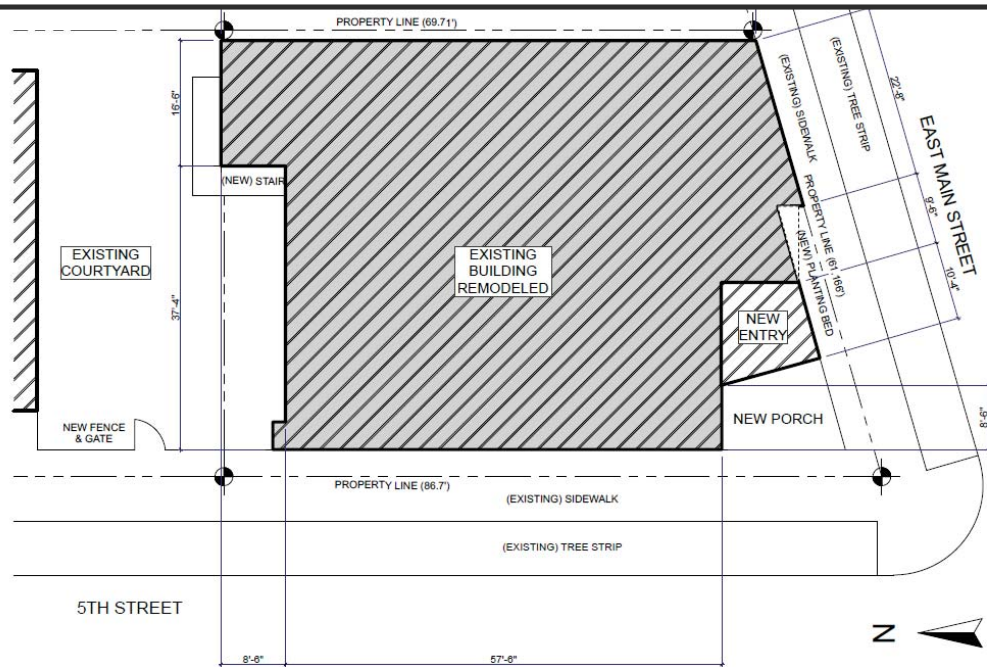 PROPERTY LINE (69.71')
16'-6"
(EXISTING) SIDEWALK
(EXISTING) TREE STRIP
22'-8"
EAST MAIN STREET
(NEW) STAIR
PROPERTY LINE (61.166')
9'-6"
EXISTING
COURTYARD
EXISTING
BUILDING
REMODELED
(NEW) PLANTING BED
10'-4"
37'-4"
NEW
ENTRY
NEW FENCE
& GATE
NEW PORCH
9'-8"
PROPERTY LINE (86.7')
(EXISTING) SIDEWALK
(EXISTING) TREE STRIP
5TH STREET
N
8'-6"
57'-6"